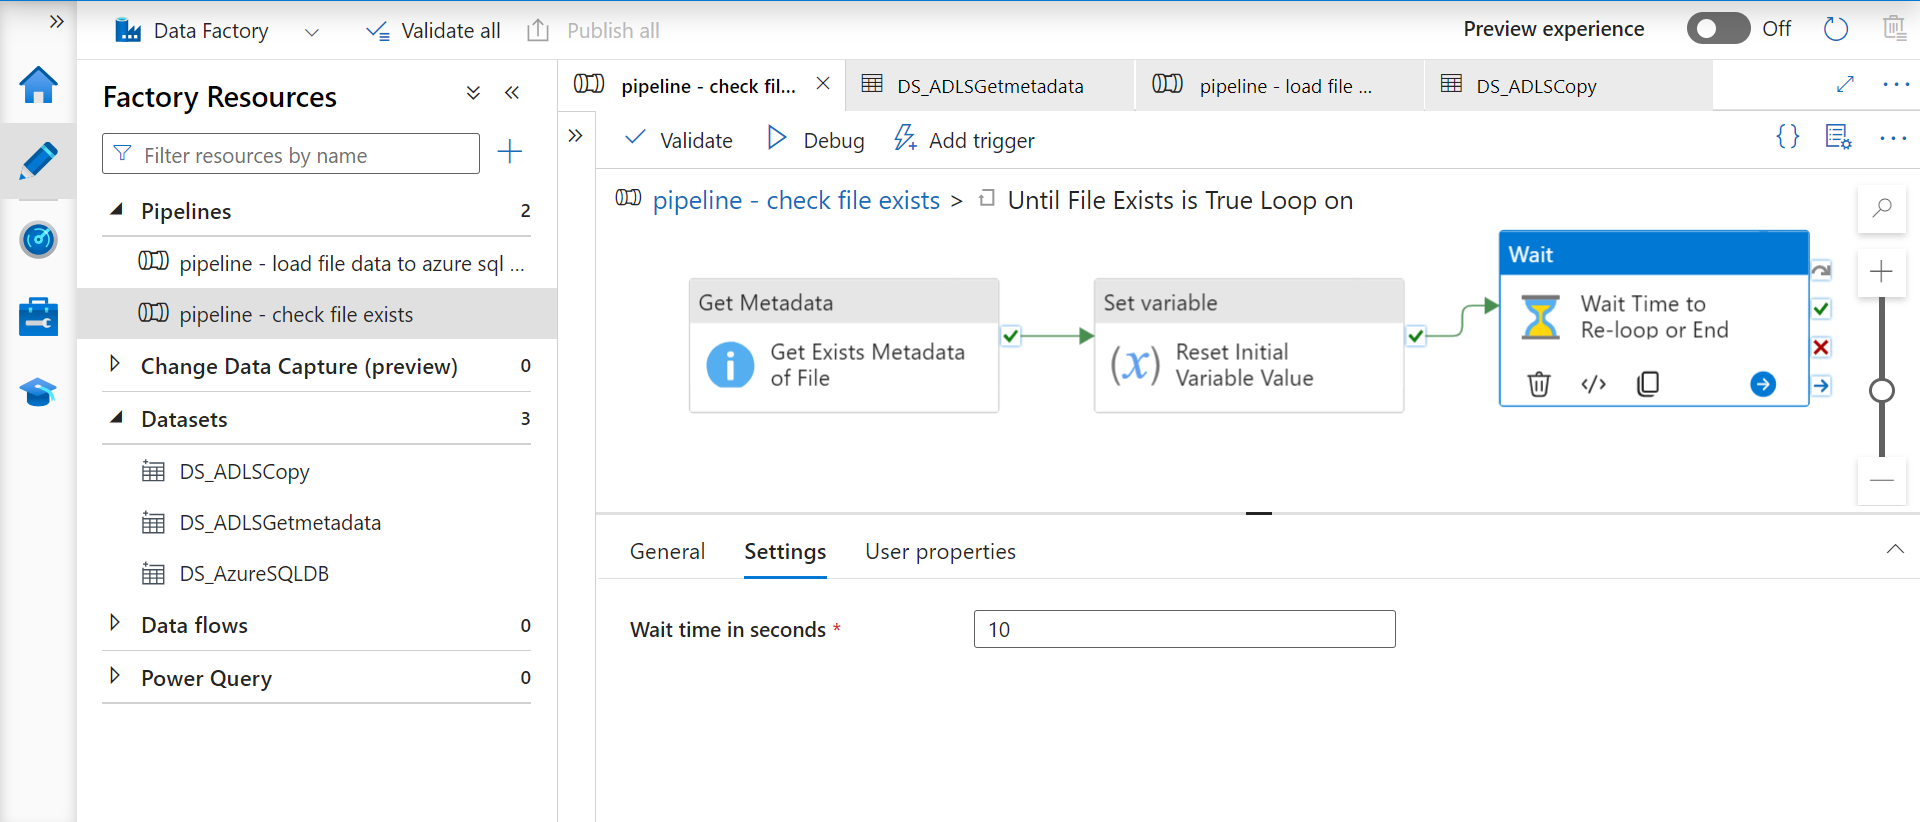 Data Factory
Validate all
Publish all
Preview experience
Off
Factory Resources
Filter resources by name
Pipelines 2
pipeline - load file data to azure sql ...
pipeline - check file exists
Change Data Capture (preview) 0
Datasets 3
DS_ADLSCopy
DS_ADLSGetmetadata
DS_AzureSQLDB
Data flows 0
Power Query 0
pipeline - check fil...
DS_ADLSGetmetadata
pipeline - load file ...
DS_ADLSCopy
Validate
Debug
Add trigger
pipeline - check file exists > Until File Exists is True Loop on
Get Metadata
Get Exists Metadata
of File
Set variable
(x)
Reset Initial
Variable Value
Wait
Wait Time to
Re-loop or End
General
Settings
User properties
Wait time in seconds *
10